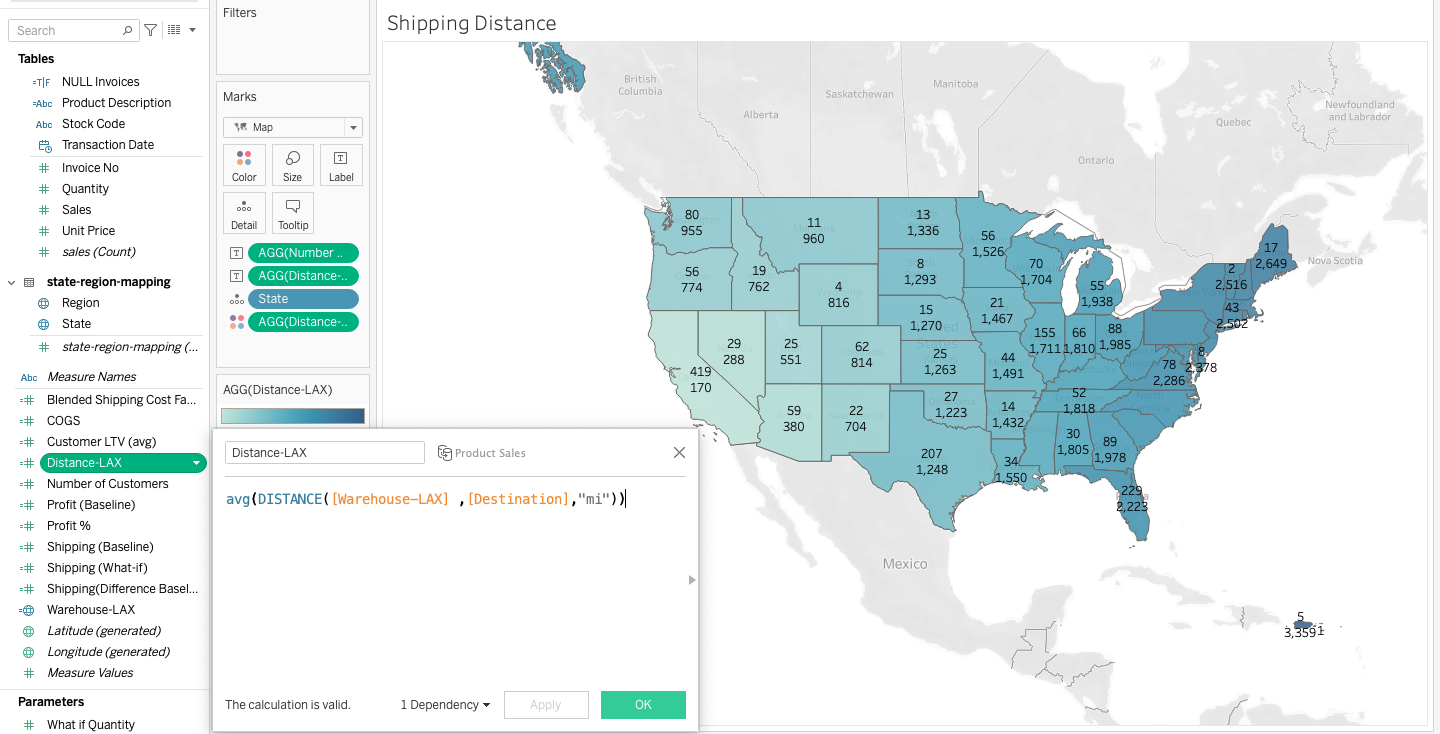 Search
Tables
=T|F NULL Invoices
=Abc Product Description
Abc Stock Code
Transaction Date
Invoice No
Quantity
Sales
Unit Price
sales (Count)
state-region-mapping
Region
State
state-region-mapping (...
Abc Measure Names
Blended Shipping Cost Fa...
COGS
Customer LTV (avg)
Distance-LAX
Number of Customers
Profit (Baseline)
Profit %
Shipping (Baseline)
Shipping (What-if)
Shipping(Difference Basel...
Warehouse-LAX
Latitude (generated)
Longitude (generated)
Measure Values
Parameters
What if Quantity
Filters
Marks
Map
Color
Size
Label
Detail
Tooltip
AGG(Number ..
AGG(Distance-..
State
AGG(Distance-..
AGG(Distance-LAX)
Distance-LAX
Product Sales
avg(DISTANCE([Warehouse-LAX] ,[Destination],"mi"))
The calculation is valid.
1 Dependency
Apply
OK
Shipping Distance
British
Columbia
Alberta
Saskatchewan
Manitoba
Ontario
Quebec
Newfoundland
and Labrador
Nova Scotia
Mexico
80
955
11
960
13
1,336
56
1,526
70
1,704
55
1,938
2
2,516
17
2,649
56
774
19
762
4
816
8
1,293
21
1,467
43
2,502
15
1,270
29
288
25
551
62
814
25
1,263
44
1,491
155
1,711
66
1,810
88
1,985
78
2,286
8
2,378
419
170
59
380
22
704
27
1,223
14
1,432
52
1,818
207
1,248
34
1,550
30
1,805
89
1,978
229
2,223
5
3,359
1